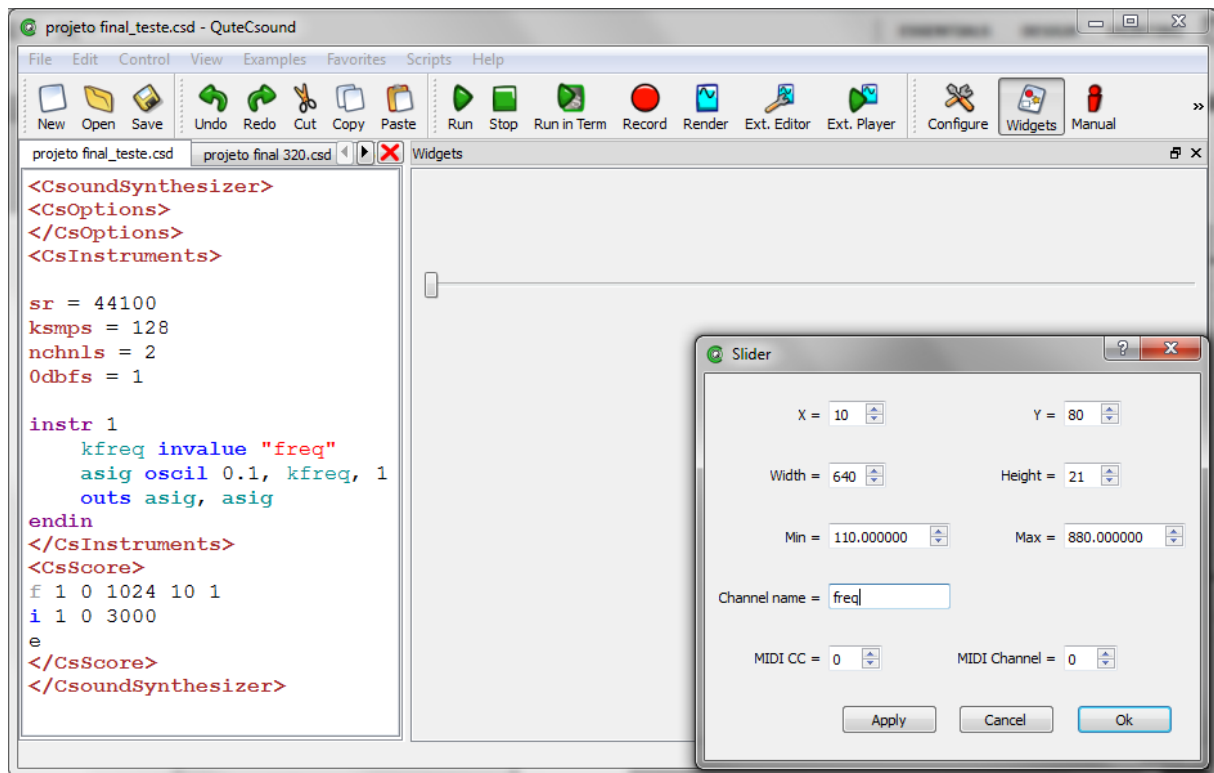 projeto final_teste.csd - QuteCsound
File Edit Control View Examples Favorites Scripts Help
New Open Save Undo Redo Cut Copy Paste Run Stop Run in Term Record Render Ext. Editor Ext. Player Configure Widgets Manual »
projeto final_teste.csd projeto final 320.csd Widgets
<CsoundSynthesizer>
<CsOptions>
</CsOptions>
<CsInstruments>
sr = 44100
ksmps = 128
nchnls = 2
0dbfs = 1
instr 1
kfreq invalue "freq"
asig oscil 0.1, kfreq, 1
outs asig, asig
endin
</CsInstruments>
<CsScore>
f 1 0 1024 10 1
i 1 0 3000
e
</CsScore>
</CsoundSynthesizer>
Slider
X = 10 Y = 80
Width = 640 Height = 21
Min = 110.000000 Max = 880.000000
Channel name = freq
MIDI CC = 0 MIDI Channel = 0
Apply Cancel Ok